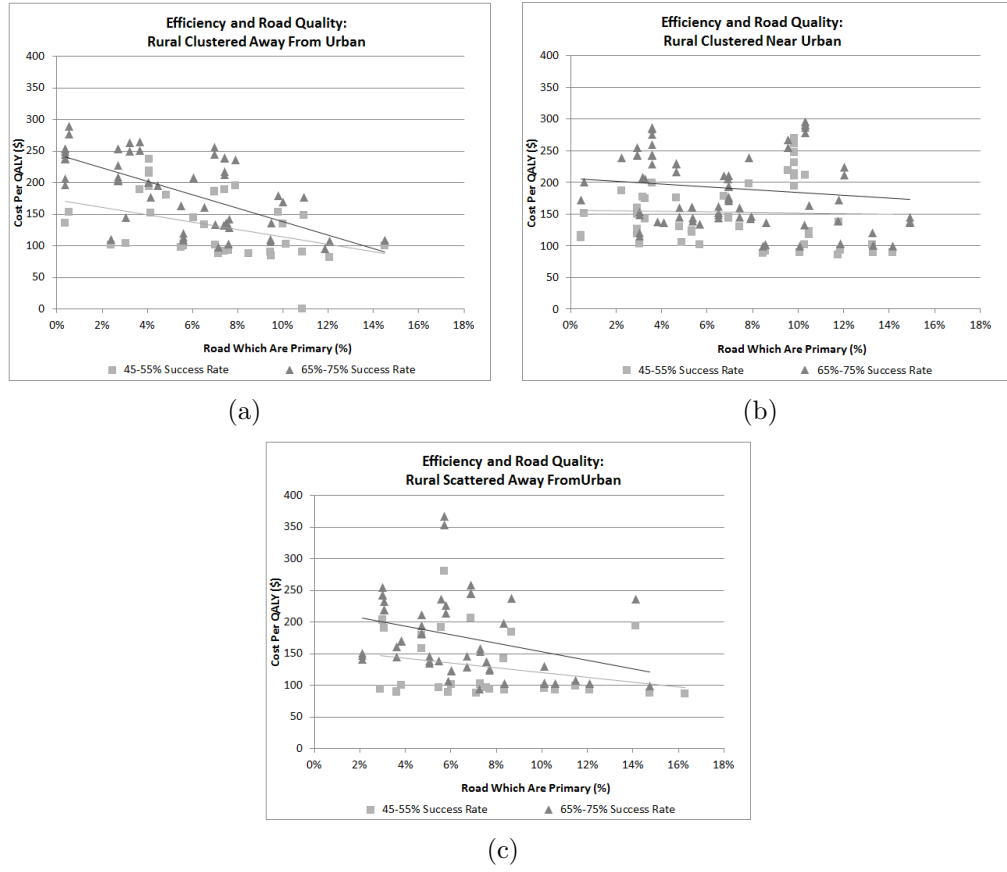 Efficiency and Road Quality:
Rural Clustered Away From Urban
Cost Per QALY ($)
400
350
300
250
200
150
100
50
0
0% 2% 4% 6% 8% 10% 12% 14% 16% 18%
Road Which Are Primary (%)
45-55% Success Rate 65%-75% Success Rate
(a)
Efficiency and Road Quality:
Rural Clustered Near Urban
Cost Per QALY ($)
400
350
300
250
200
150
100
50
0
0% 2% 4% 6% 8% 10% 12% 14% 16% 18%
Road Which Are Primary (%)
45-55% Success Rate 65%-75% Success Rate
(b)
Efficiency and Road Quality:
Rural Scattered Away FromUrban
Cost Per QALY ($)
400
350
300
250
200
150
100
50
0
0% 2% 4% 6% 8% 10% 12% 14% 16% 18%
Road Which Are Primary (%)
45-55% Success Rate 65%-75% Success Rate
(c)